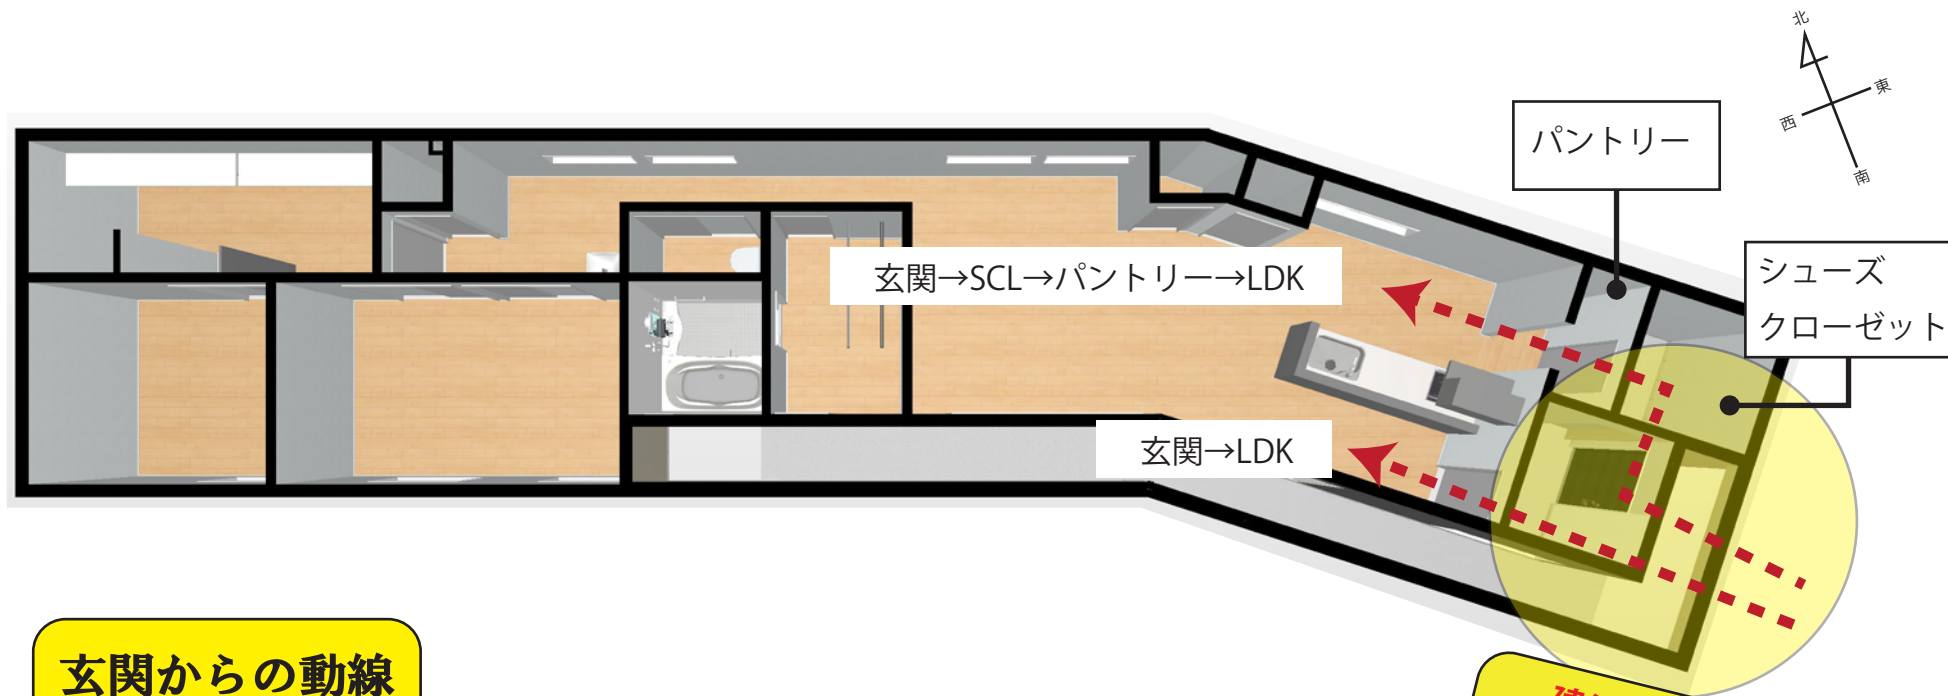 北
東
西
南
パントリー
シューズ
クローゼット
玄関→SCL→パントリー→LDK
玄関→LDK
玄関からの動線